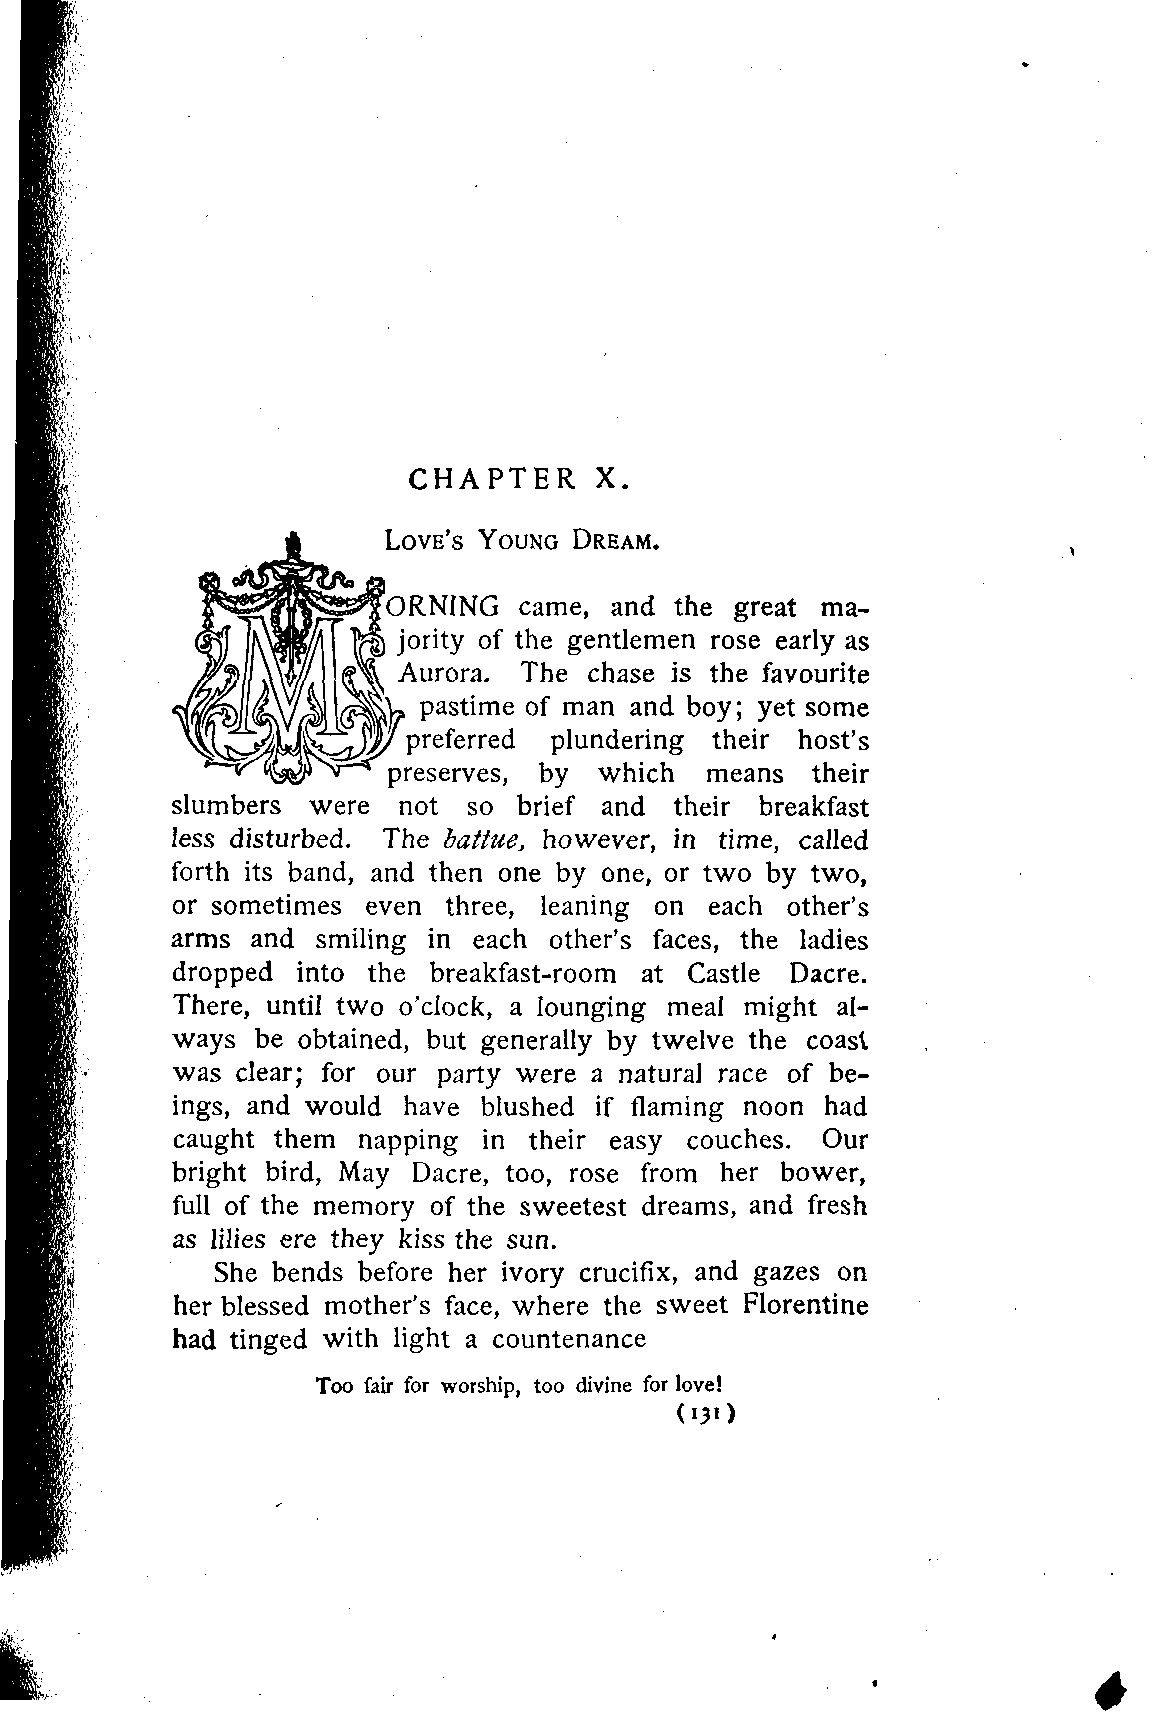 CHAPTER X.
LOVE'S YOUNG DREAM.
MORNING came, and the great ma-
jority of the gentlemen rose early as
Aurora. The chase is the favourite
pastime of man and boy; yet some
preferred plundering their host's
preserves, by which means their
slumbers were not so brief and their breakfast
less disturbed. The battue, however, in time, called
forth its band, and then one by one, or two by two,
or sometimes even three, leaning on each other's
arms and smiling in each other's faces, the ladies
dropped into the breakfast-room at Castle Dacre.
There, until two o'clock, a lounging meal might al-
ways be obtained, but generally by twelve the coast
was clear; for our party were a natural race of be-
ings, and would have blushed if flaming noon had
caught them napping in their easy couches. Our
bright bird, May Dacre, too, rose from her bower,
full of the memory of the sweetest dreams, and fresh
as lilies ere they kiss the sun.
She bends before her ivory crucifix, and gazes on
her blessed mother's face, where the sweet Florentine
had tinged with light a countenance
Too fair for worship, too divine for love!
(131)